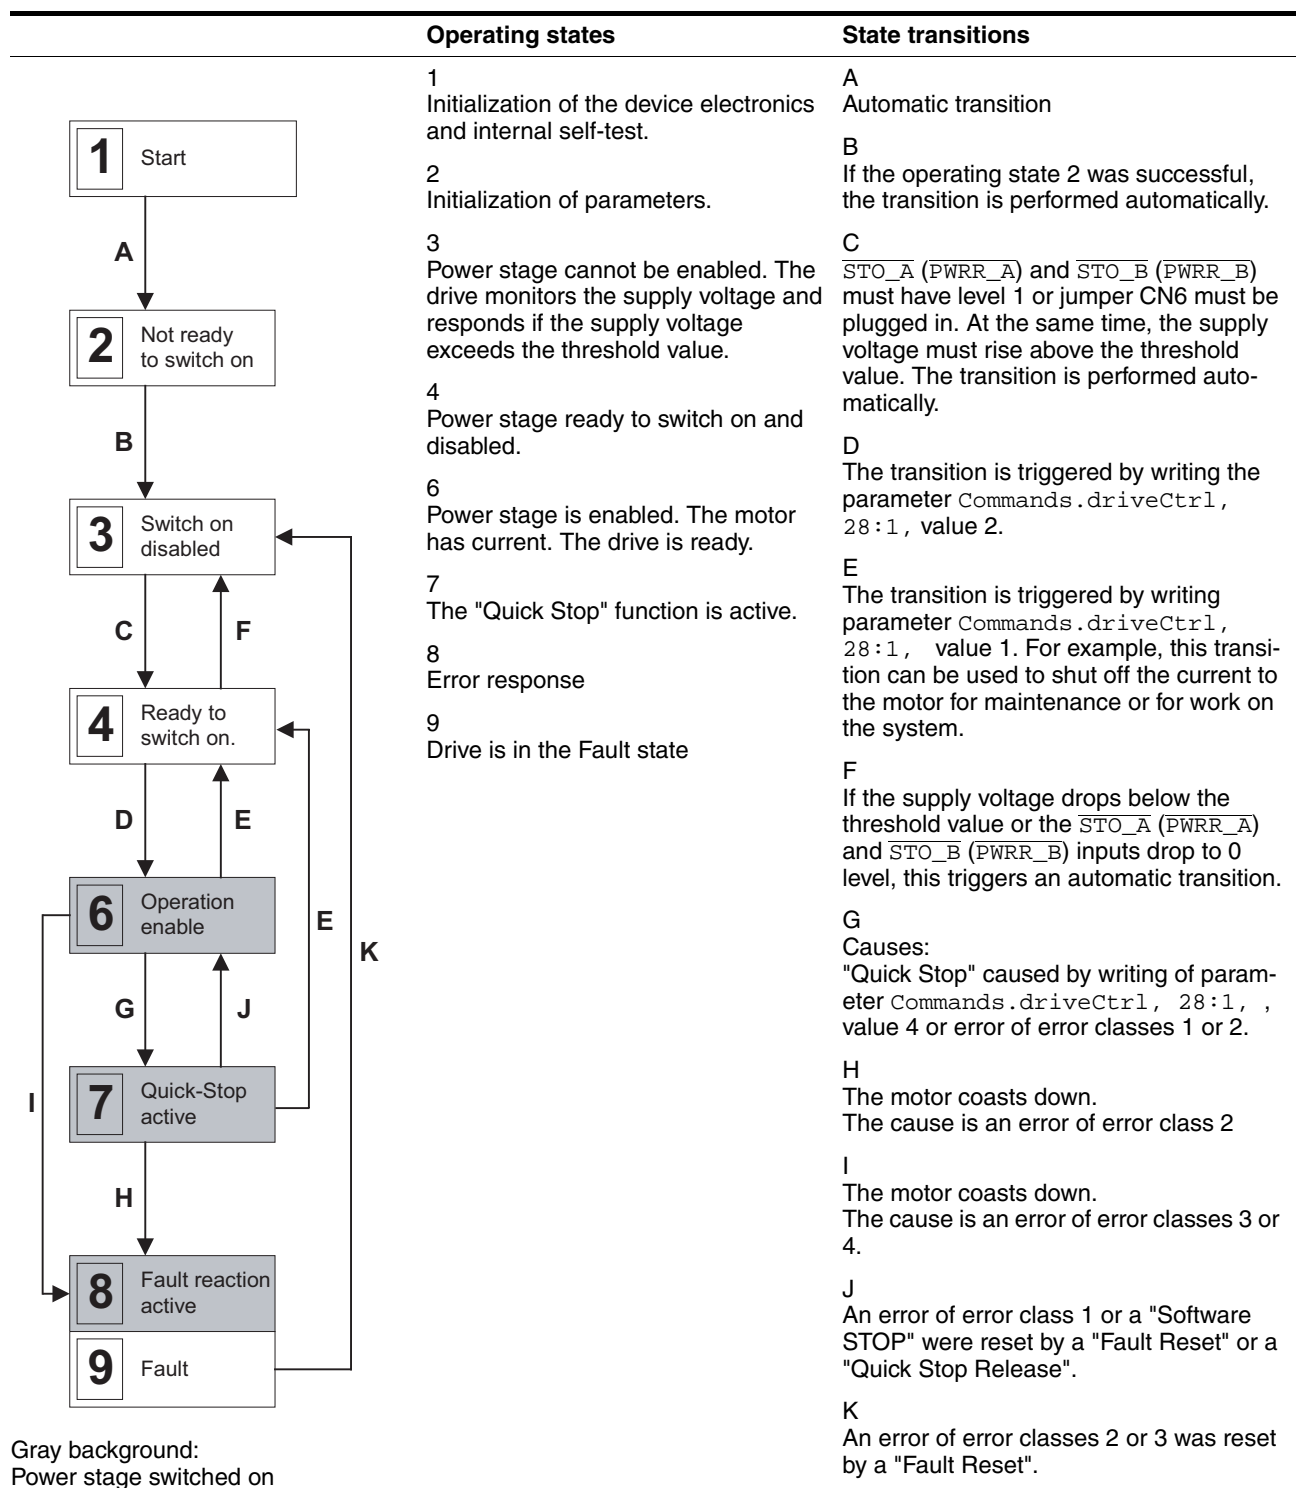 Operating states
State transitions
1 Start
A
2 Not ready
to switch on
B
3 Switch on
disabled
C
F
4 Ready to
switch on.
D
E
6 Operation
enable
E
K
G
J
7 Quick-Stop
active
I
H
8 Fault reaction
active
9 Fault
Gray background:
Power stage switched on
1
Initialization of the device electronics
and internal self-test.
2
Initialization of parameters.
3
Power stage cannot be enabled. The
drive monitors the supply voltage and
responds if the supply voltage
exceeds the threshold value.
4
Power stage ready to switch on and
disabled.
6
Power stage is enabled. The motor
has current. The drive is ready.
7
The "Quick Stop" function is active.
8
Error response
9
Drive is in the Fault state
A
Automatic transition
B
If the operating state 2 was successful,
the transition is performed automatically.
C
STO_A (PWRR_A) and STO_B (PWRR_B)
must have level 1 or jumper CN6 must be
plugged in. At the same time, the supply
voltage must rise above the threshold
value. The transition is performed auto-
matically.
D
The transition is triggered by writing the
parameter Commands.driveCtrl,
28:1, value 2.
E
The transition is triggered by writing
parameter Commands.driveCtrl,
28:1, value 1. For example, this transi-
tion can be used to shut off the current to
the motor for maintenance or for work on
the system.
F
If the supply voltage drops below the
threshold value or the STO_A (PWRR_A)
and STO_B (PWRR_B) inputs drop to 0
level, this triggers an automatic transition.
G
Causes:
"Quick Stop" caused by writing of param-
eter Commands.driveCtrl, 28:1, ,
value 4 or error of error classes 1 or 2.
H
The motor coasts down.
The cause is an error of error class 2
I
The motor coasts down.
The cause is an error of error classes 3 or
4.
J
An error of error class 1 or a "Software
STOP" were reset by a "Fault Reset" or a
"Quick Stop Release".
K
An error of error classes 2 or 3 was reset
by a "Fault Reset".